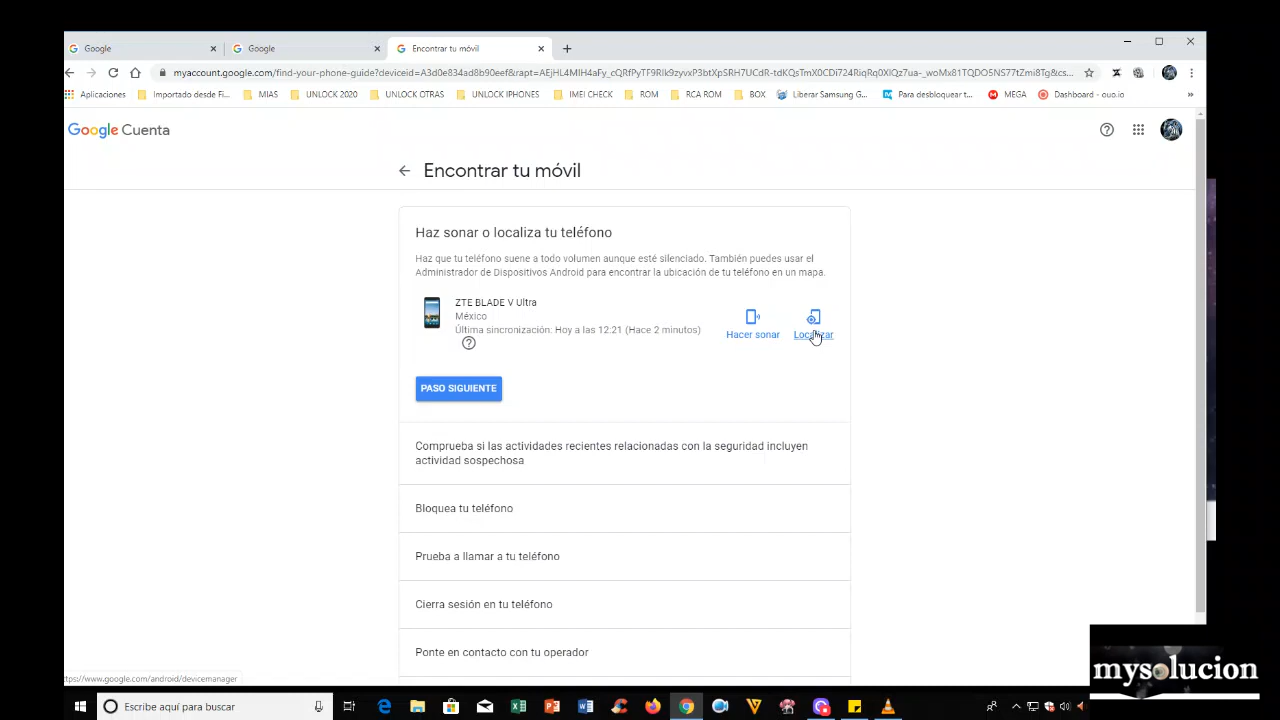 Google
Google
Encontrar tu móvil
myaccount.google.com/find-your-phone-guide?deviceid=
Aplicaciones
Importado desde Fi...
MIAS
UNLOCK 2020
UNLOCK OTRAS
UNLOCK IPHONES
IMEI CHECK
ROM
RCA ROM
BOX
Liberar Samsung G...
Para desbloquear t...
MEGA
Dashboard - ouo.io
»
Google Cuenta
Encontrar tu móvil
Haz sonar o localiza tu teléfono
Haz que tu teléfono suene a todo volumen aunque esté silenciado. También puedes usar el
Administrador de Dispositivos Android para encontrar la ubicación de tu teléfono en un mapa.
ZTE BLADE V Ultra
México
Última sincronización: Hoy a las 12:21 (Hace 2 minutos)
Hacer sonar
Localizar
PASO SIGUIENTE
Comprueba si las actividades recientes relacionadas con la seguridad incluyen
actividad sospechosa
Bloquea tu teléfono
Prueba a llamar a tu teléfono
Cierra sesión en tu teléfono
Ponte en contacto con tu operador
ttps://www.google.com/android/devicemanager
mysolucion
Escribe aquí para buscar